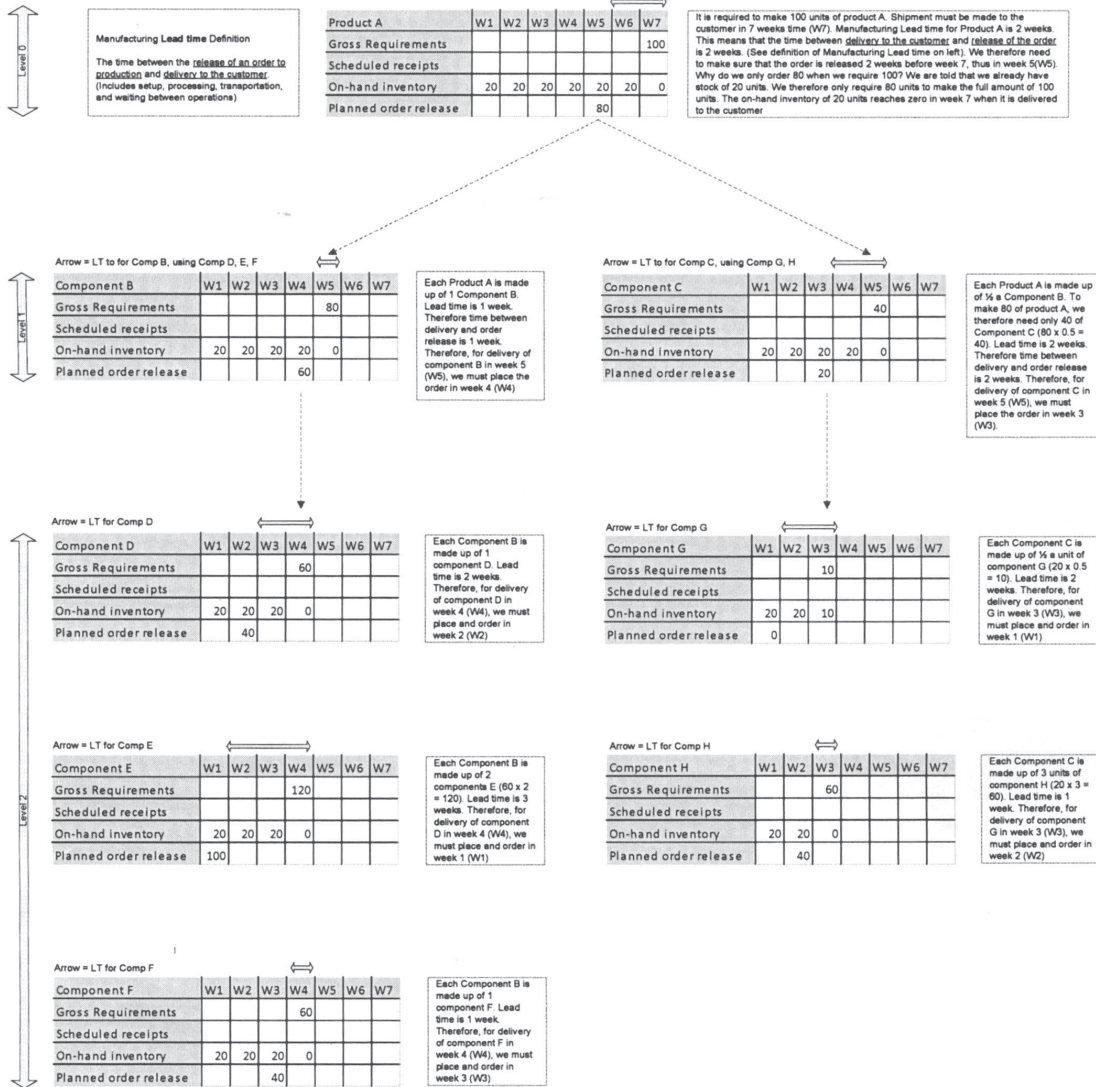 Level 0
Manufacturing Lead time Definition
The time between the release of an order to
production and delivery to the customer.
(Includes setup, processing, transportation,
and waiting between operations)
Product A W1 W2 W3 W4 W5 W6 W7
Gross Requirements 100
Scheduled receipts
On-hand inventory 20 20 20 20 20 20 0
Planned order release 80
It is required to make 100 units of product A. Shipment must be made to the
customer in 7 weeks time (W7). Manufacturing Lead time for Product A is 2 weeks.
This means that the time between delivery to the customer and release of the order
is 2 weeks. (See definition of Manufacturing Lead time on left). We therefore need
to make sure that the order is released 2 weeks before week 7, thus in week 5(W5).
Why do we only order 80 when we require 100? We are told that we already have
stock of 20 units. We therefore only require 80 units to make the full amount of 100
units. The on-hand inventory of 20 units reaches zero in week 7 when it is delivered
to the customer
Level 1
Arrow = LT to for Comp B, using Comp D, E, F
Component B W1 W2 W3 W4 W5 W6 W7
Gross Requirements 80
Scheduled receipts
On-hand inventory 20 20 20 20 0
Planned order release 60
Each Product A is made
up of 1 Component B.
Lead time is 1 week.
Therefore time between
delivery and order
release is 1 week.
Therefore, for delivery of
component B in week 5
(W5), we must place the
order in week 4 (W4)
Arrow = LT to for Comp C, using Comp G, H
Component C W1 W2 W3 W4 W5 W6 W7
Gross Requirements 40
Scheduled receipts
On-hand inventory 20 20 20 20 0
Planned order release 20
Each Product A is made up
of ½ a Component B. To
make 80 of product A, we
therefore need only 40 of
Component C (80 x 0.5 =
40). Lead time is 2 weeks.
Therefore time between
delivery and order release
is 2 weeks. Therefore, for
delivery of component C in
week 5 (W5), we must
place the order in week 3
(W3).
Level 2
Arrow = LT for Comp D
Component D W1 W2 W3 W4 W5 W6 W7
Gross Requirements 60
Scheduled receipts
On-hand inventory 20 20 20 0
Planned order release 40
Each Component B is
made up of 1
component D. Lead
time is 2 weeks.
Therefore, for delivery
of component D in
week 4 (W4), we must
place and order in
week 2 (W2)
Arrow = LT for Comp G
Component G W1 W2 W3 W4 W5 W6 W7
Gross Requirements 10
Scheduled receipts
On-hand inventory 20 20 10
Planned order release 0
Each Component C is
made up of ½ a unit of
component G (20 x 0.5
= 10). Lead time is 2
weeks. Therefore, for
delivery of component
G in week 3 (W3), we
must place and order in
week 1 (W1)
Arrow = LT for Comp E
Component E W1 W2 W3 W4 W5 W6 W7
Gross Requirements 120
Scheduled receipts
On-hand inventory 20 20 20 0
Planned order release 100
Each Component B is
made up of 2
components E (60 x 2
= 120). Lead time is 3
weeks. Therefore, for
delivery of component
D in week 4 (W4), we
must place and order in
week 1 (W1)
Arrow = LT for Comp H
Component H W1 W2 W3 W4 W5 W6 W7
Gross Requirements 60
Scheduled receipts
On-hand inventory 20 20 0
Planned order release 40
Each Component C is
made up of 3 units of
component H (20 x 3 =
60). Lead time is 1
week. Therefore, for
delivery of component
G in week 3 (W3), we
must place and order in
week 2 (W2)
Arrow = LT for Comp F
Component F W1 W2 W3 W4 W5 W6 W7
Gross Requirements 60
Scheduled receipts
On-hand inventory 20 20 20 0
Planned order release 40
Each Component B is
made up of 1
component F. Lead
time is 1 week.
Therefore, for delivery
of component F in
week 4 (W4), we must
place and order in
week 3 (W3)